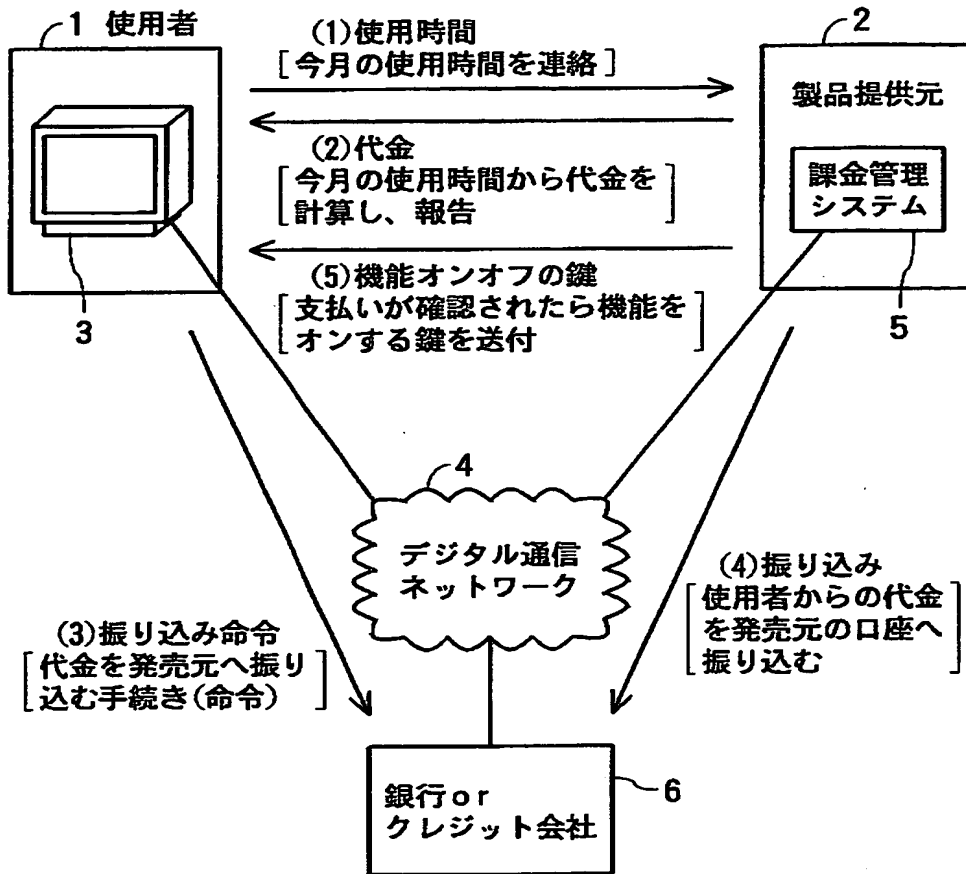 1 使用者
(1)使用時間
[今月の使用時間を連絡]
2
製品提供元
課金管理
システム
5
(2)代金
[今月の使用時間から代金を
計算し、報告]
(5)機能オンオフの鍵
[支払いが確認されたら機能を
オンする鍵を送付]
3
4
デジタル通信
ネットワーク
(3)振り込み命令
[代金を発売元へ振り
込む手続き(命令)]
(4)振り込み
[使用者からの代金
を発売元の口座へ
振り込む]
銀行or
クレジット会社
6